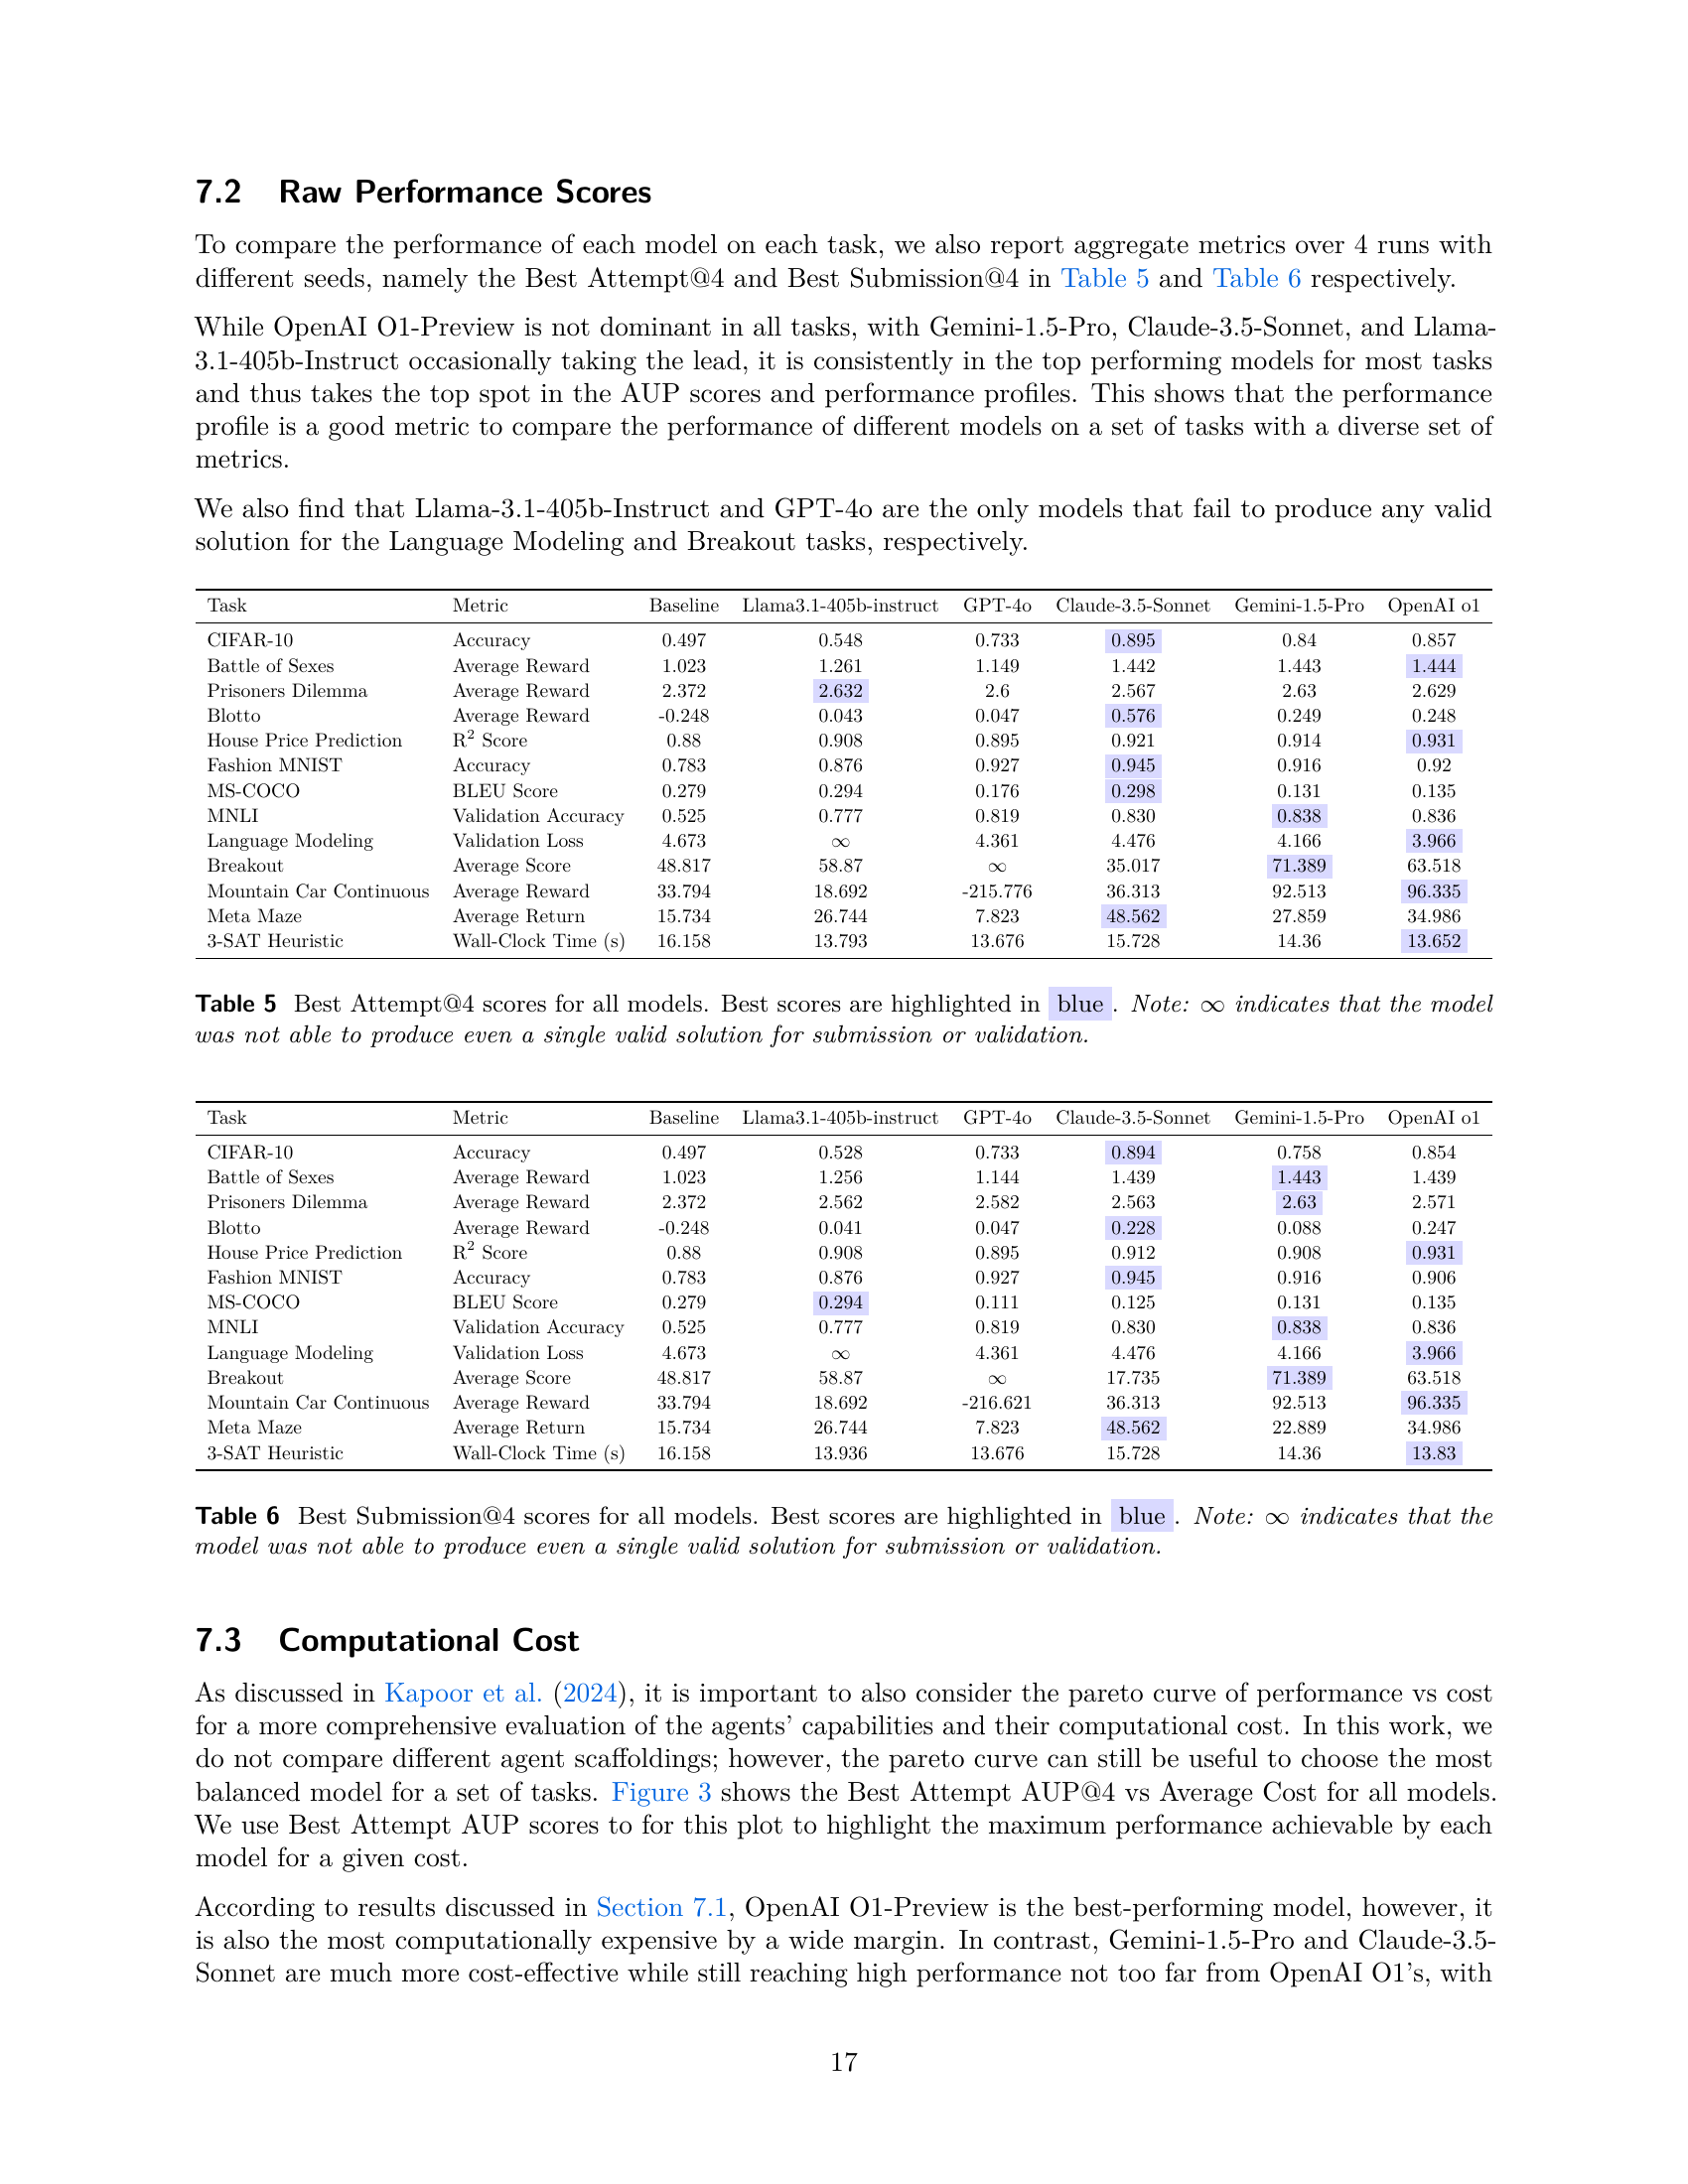 7.2 Raw Performance Scores
To compare the performance of each model on each task, we also report aggregate metrics over 4 runs with
different seeds, namely the Best Attempt@4 and Best Submission@4 in Table 5 and Table 6 respectively.
While OpenAI O1-Preview is not dominant in all tasks, with Gemini-1.5-Pro, Claude-3.5-Sonnet, and Llama-
3.1-405b-Instruct occasionally taking the lead, it is consistently in the top performing models for most tasks
and thus takes the top spot in the AUP scores and performance profiles. This shows that the performance
profile is a good metric to compare the performance of different models on a set of tasks with a diverse set of
metrics.
We also find that Llama-3.1-405b-Instruct and GPT-4o are the only models that fail to produce any valid
solution for the Language Modeling and Breakout tasks, respectively.
Task Metric Baseline Llama3.1-405b-instruct GPT-4o Claude-3.5-Sonnet Gemini-1.5-Pro OpenAI o1
CIFAR-10 Accuracy 0.497 0.548 0.733 0.895 0.84 0.857
Battle of Sexes Average Reward 1.023 1.261 1.149 1.442 1.443 1.444
Prisoners Dilemma Average Reward 2.372 2.632 2.6 2.567 2.63 2.629
Blotto Average Reward -0.248 0.043 0.047 0.576 0.249 0.248
House Price Prediction R² Score 0.88 0.908 0.895 0.921 0.914 0.931
Fashion MNIST Accuracy 0.783 0.876 0.927 0.945 0.916 0.92
MS-COCO BLEU Score 0.279 0.294 0.176 0.298 0.131 0.135
MNLI Validation Accuracy 0.525 0.777 0.819 0.830 0.838 0.836
Language Modeling Validation Loss 4.673 ∞ 4.361 4.476 4.166 3.966
Breakout Average Score 48.817 58.87 ∞ 35.017 71.389 63.518
Mountain Car Continuous Average Reward 33.794 18.692 -215.776 36.313 92.513 96.335
Meta Maze Average Return 15.734 26.744 7.823 48.562 27.859 34.986
3-SAT Heuristic Wall-Clock Time (s) 16.158 13.793 13.676 15.728 14.36 13.652
Table 5 Best Attempt@4 scores for all models. Best scores are highlighted in blue . Note: ∞ indicates that the model
was not able to produce even a single valid solution for submission or validation.
Task Metric Baseline Llama3.1-405b-instruct GPT-4o Claude-3.5-Sonnet Gemini-1.5-Pro OpenAI o1
CIFAR-10 Accuracy 0.497 0.528 0.733 0.894 0.758 0.854
Battle of Sexes Average Reward 1.023 1.256 1.144 1.439 1.443 1.439
Prisoners Dilemma Average Reward 2.372 2.562 2.582 2.563 2.63 2.571
Blotto Average Reward -0.248 0.041 0.047 0.228 0.088 0.247
House Price Prediction R² Score 0.88 0.908 0.895 0.912 0.908 0.931
Fashion MNIST Accuracy 0.783 0.876 0.927 0.945 0.916 0.906
MS-COCO BLEU Score 0.279 0.294 0.111 0.125 0.131 0.135
MNLI Validation Accuracy 0.525 0.777 0.819 0.830 0.838 0.836
Language Modeling Validation Loss 4.673 ∞ 4.361 4.476 4.166 3.966
Breakout Average Score 48.817 58.87 ∞ 17.735 71.389 63.518
Mountain Car Continuous Average Reward 33.794 18.692 -216.621 36.313 92.513 96.335
Meta Maze Average Return 15.734 26.744 7.823 48.562 22.889 34.986
3-SAT Heuristic Wall-Clock Time (s) 16.158 13.936 13.676 15.728 14.36 13.83
Table 6 Best Submission@4 scores for all models. Best scores are highlighted in blue . Note: ∞ indicates that the
model was not able to produce even a single valid solution for submission or validation.
7.3 Computational Cost
As discussed in Kapoor et al. (2024), it is important to also consider the pareto curve of performance vs cost
for a more comprehensive evaluation of the agents' capabilities and their computational cost. In this work, we
do not compare different agent scaffoldings; however, the pareto curve can still be useful to choose the most
balanced model for a set of tasks. Figure 3 shows the Best Attempt AUP@4 vs Average Cost for all models.
We use Best Attempt AUP scores to for this plot to highlight the maximum performance achievable by each
model for a given cost.
According to results discussed in Section 7.1, OpenAI O1-Preview is the best-performing model, however, it
is also the most computationally expensive by a wide margin. In contrast, Gemini-1.5-Pro and Claude-3.5-
Sonnet are much more cost-effective while still reaching high performance not too far from OpenAI O1's, with
17